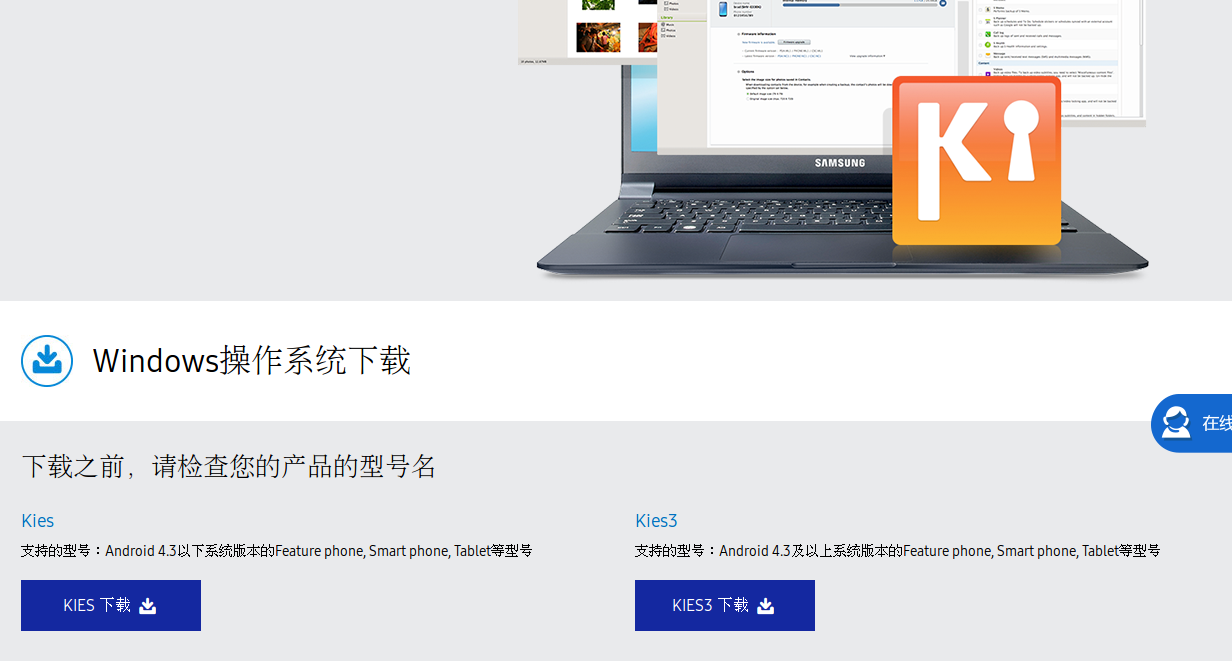 Firmware information
Options
SAMSUNG
Ki
Windows操作系统下载
在线
下载之前，请检查您的产品的型号名
Kies
支持的型号：Android 4.3以下系统版本的Feature phone, Smart phone, Tablet等型号
KIES 下载
Kies3
支持的型号：Android 4.3及以上系统版本的Feature phone, Smart phone, Tablet等型号
KIES3 下载